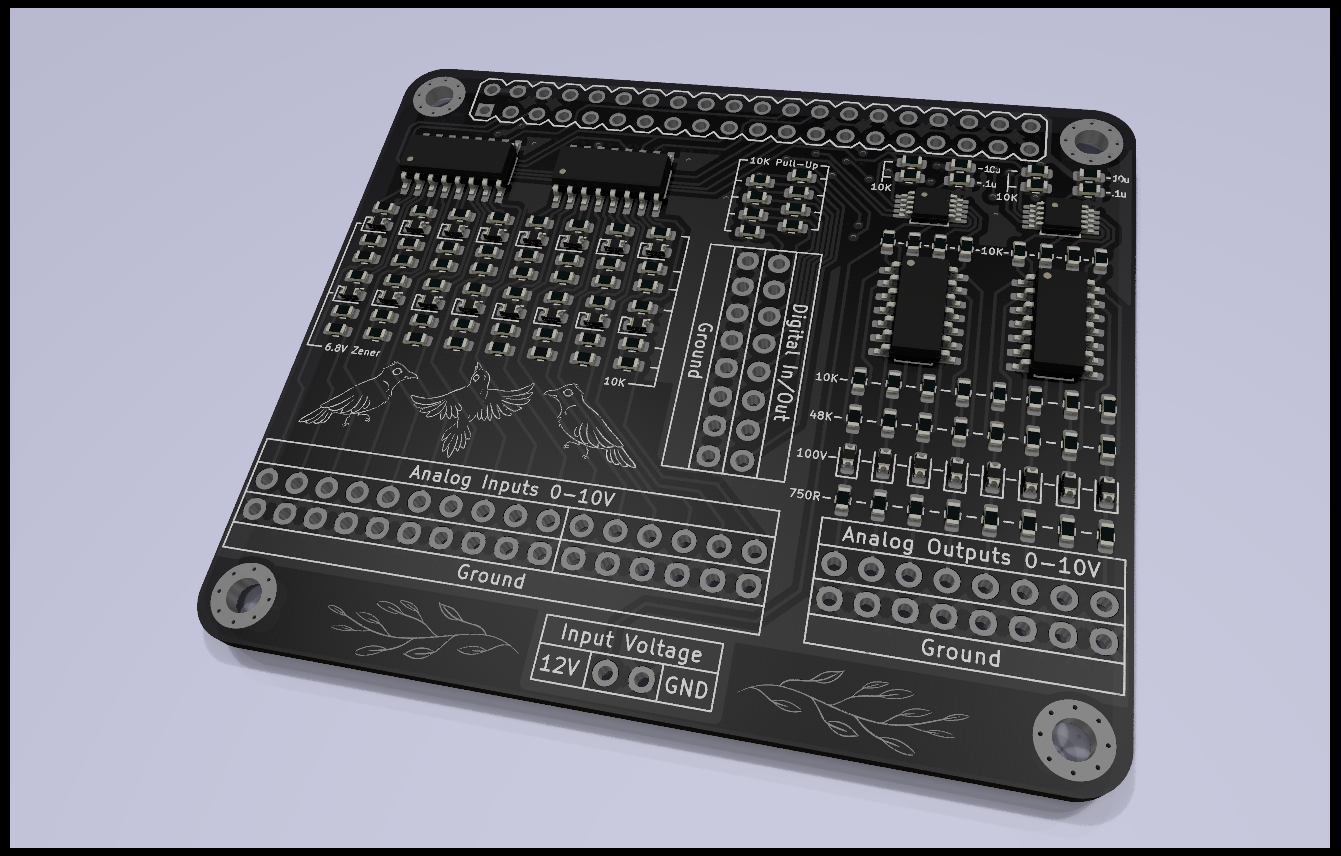 10K Pull-Up
10K
10u
.1u
10K
10u
.1u
10K
6.8V Zener
10K
Ground
Digital In/Out
10K
48K
100V
750R
Analog Inputs 0-10V
Ground
Analog Outputs 0-10V
Ground
Input Voltage
12V
GND